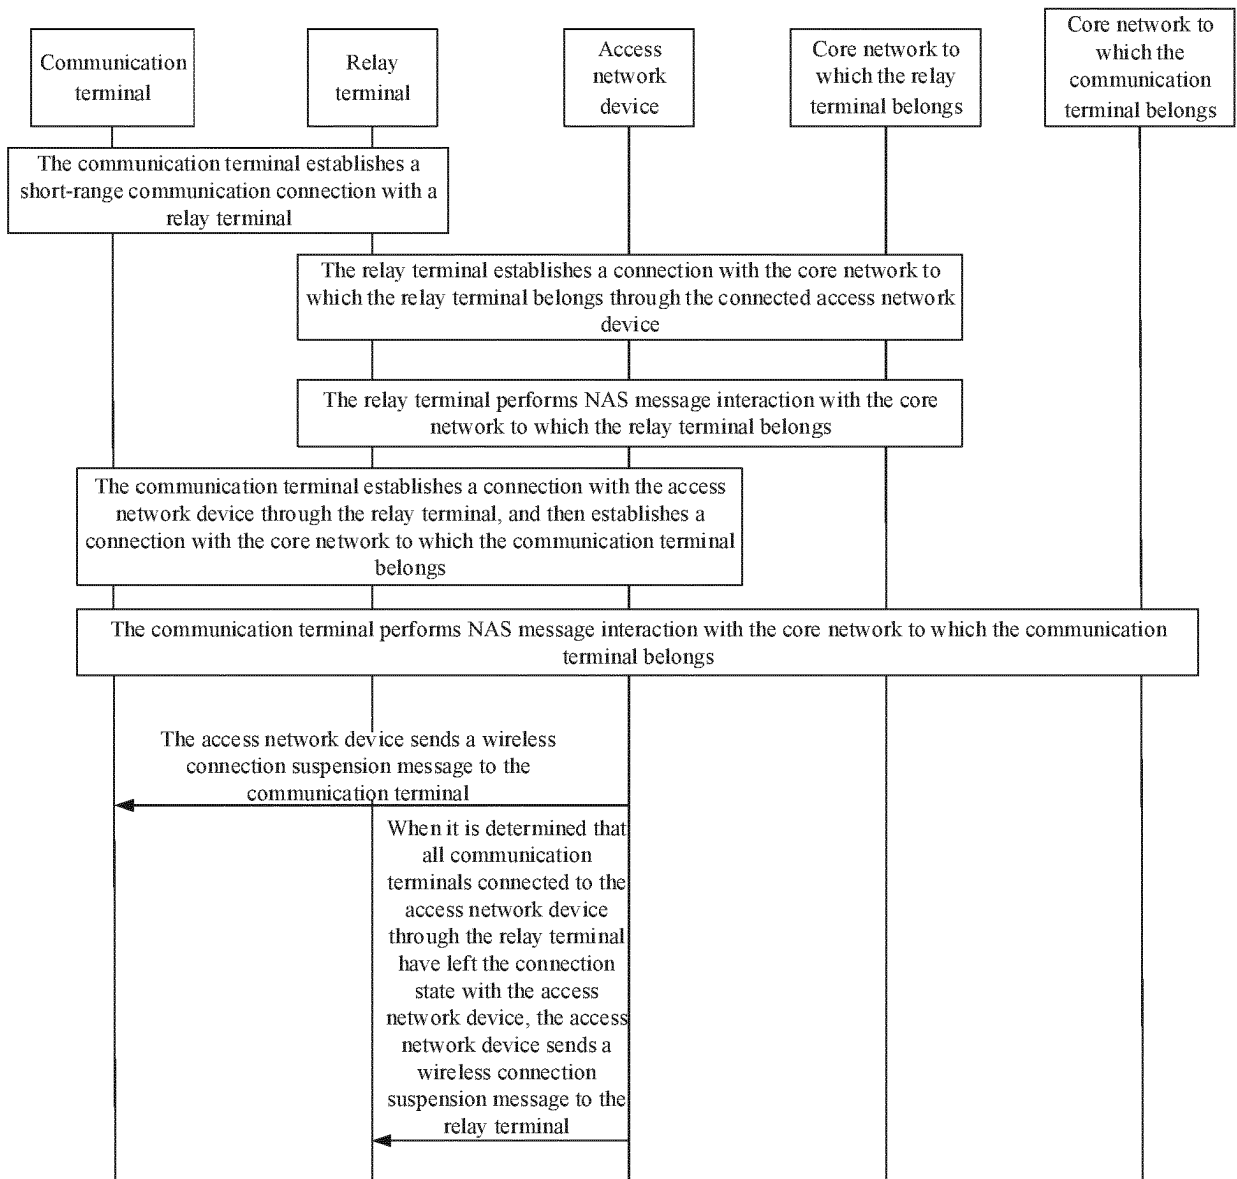 Communication
terminal
Relay
terminal
Access
network
device
Core network to
which the relay
terminal belongs
Core network to
which the
communication
terminal belongs
The communication terminal establishes a
short-range communication connection with a
relay terminal
The relay terminal establishes a connection with the core network to
which the relay terminal belongs through the connected access network
device
The relay terminal performs NAS message interaction with the core
network to which the relay terminal belongs
The communication terminal establishes a connection with the access
network device through the relay terminal, and then establishes a
connection with the core network to which the communication terminal
belongs
The communication terminal performs NAS message interaction with the core network to which the communication
terminal belongs
The access network device sends a wireless
connection suspension message to the
communication terminal
When it is determined that
all communication
terminals connected to the
access network device
through the relay terminal
have left the connection
state with the access
network device, the access
network device sends a
wireless connection
suspension message to the
relay terminal